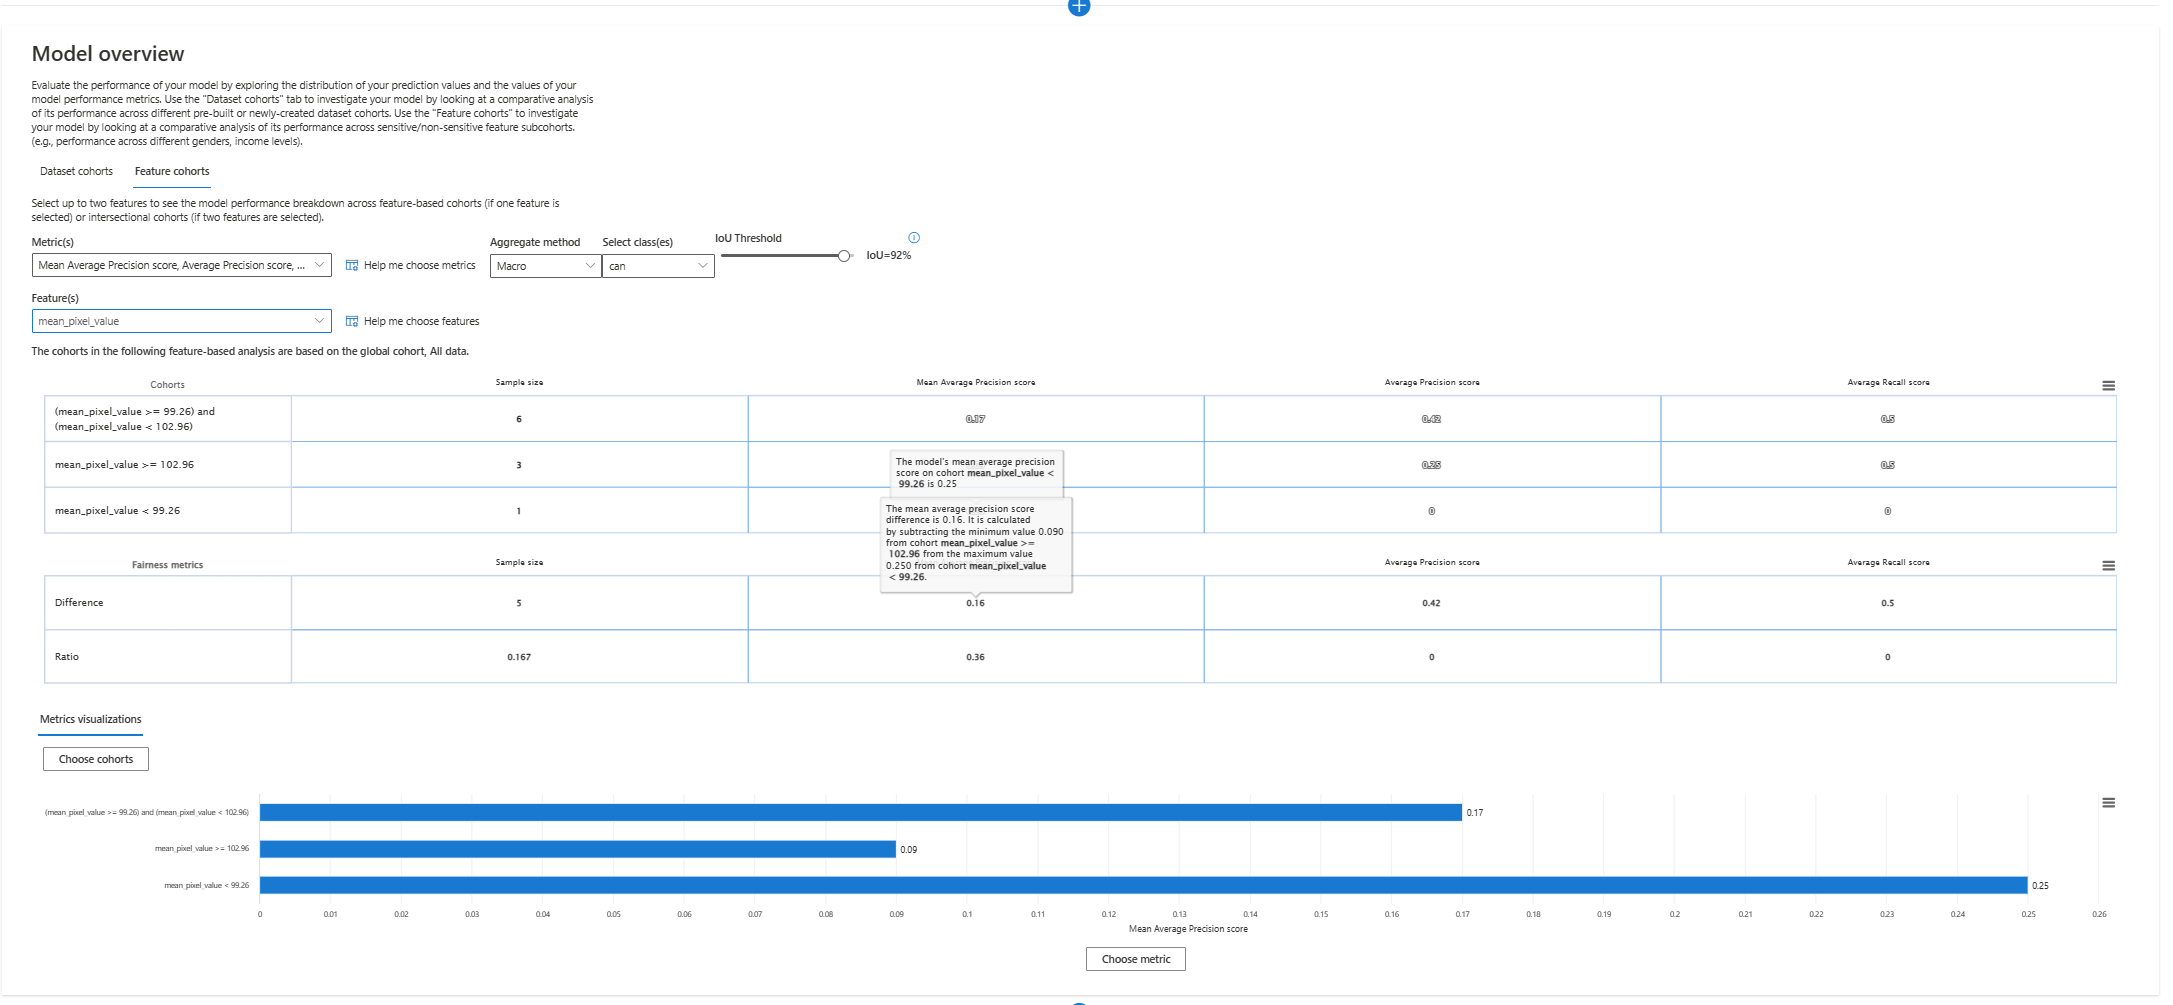 Model overview
Evaluate the performance of your model by exploring the distribution of your prediction values and the values of your
model performance metrics. Use the "Dataset cohorts" tab to investigate your model by looking at a comparative analysis
of its performance across different pre-built or newly-created dataset cohorts. Use the "Feature cohorts" to investigate
your model by looking at a comparative analysis of its performance across sensitive/non-sensitive feature subcohorts.
(e.g., performance across different genders, income levels).
Dataset cohorts Feature cohorts
Select up to two features to see the model performance breakdown across feature-based cohorts (if one feature is
selected) or intersectional cohorts (if two features are selected).
Metric(s) Aggregate method Select class(es) IoU Threshold
Mean Average Precision score, Average Precision score, ... Help me choose metrics Macro can IoU=92%
Feature(s)
mean_pixel_value Help me choose features
The cohorts in the following feature-based analysis are based on the global cohort, All data.
Cohorts Sample size Mean Average Precision score Average Precision score Average Recall score
(mean_pixel_value >= 99.26) and
(mean_pixel_value < 102.96) 6 0.17 0.42 0.5
mean_pixel_value >= 102.96 3 0.25 0.5
The model's mean average precision
score on cohort mean_pixel_value <
99.26 is 0.25
mean_pixel_value < 99.26 1 0 0
The mean average precision score
difference is 0.16. It is calculated
by subtracting the minimum value 0.090
from cohort mean_pixel_value >=
102.96 from the maximum value
0.250 from cohort mean_pixel_value
< 99.26.
Fairness metrics Sample size Average Precision score Average Recall score
Difference 5 0.16 0.42 0.5
Ratio 0.167 0.36 0 0
Metrics visualizations
Choose cohorts
(mean_pixel_value >= 99.26) and (mean_pixel_value < 102.96) 0.17
mean_pixel_value >= 102.96 0.09
mean_pixel_value < 99.26 0.25
0 0.01 0.02 0.03 0.04 0.05 0.06 0.07 0.08 0.09 0.1 0.11 0.12 0.13 0.14 0.15 0.16 0.17 0.18 0.19 0.2 0.21 0.22 0.23 0.24 0.25 0.26
Mean Average Precision score
Choose metric